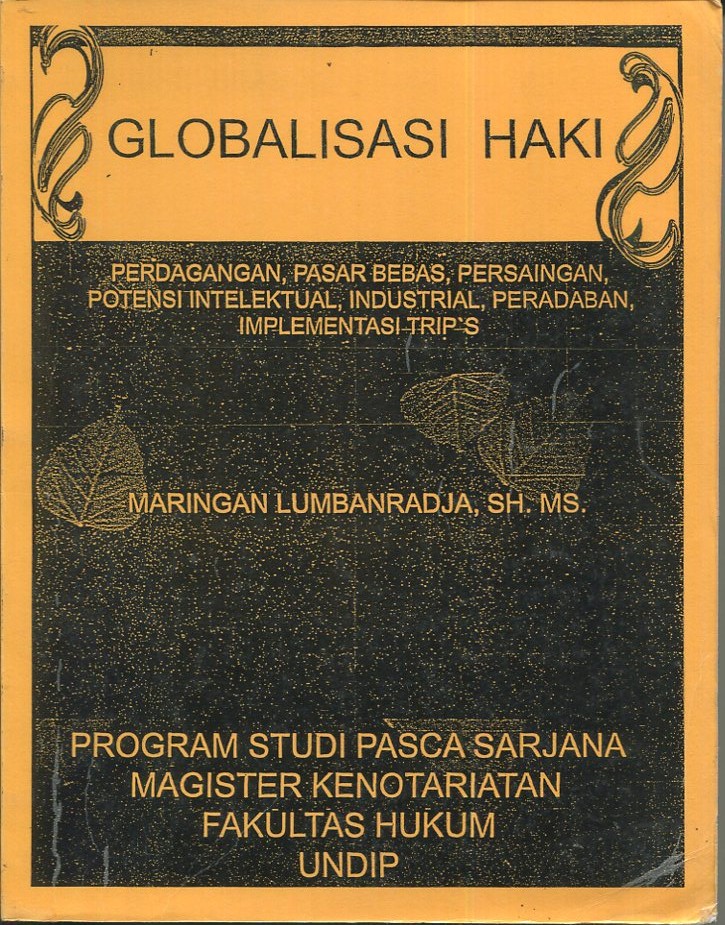 GLOBALISASI HAKI
PERDAGANGAN, PASAR BEBAS, PERSAINGAN,
POTENSI INTELEKTUAL, INDUSTRIAL, PERADABAN,
IMPLEMENTASI TRIP`S
MARINGAN LUMBANRADJA, SH. MS.
PROGRAM STUDI PASCA SARJANA
MAGISTER KENOTARIATAN
FAKULTAS HUKUM
UNDIP